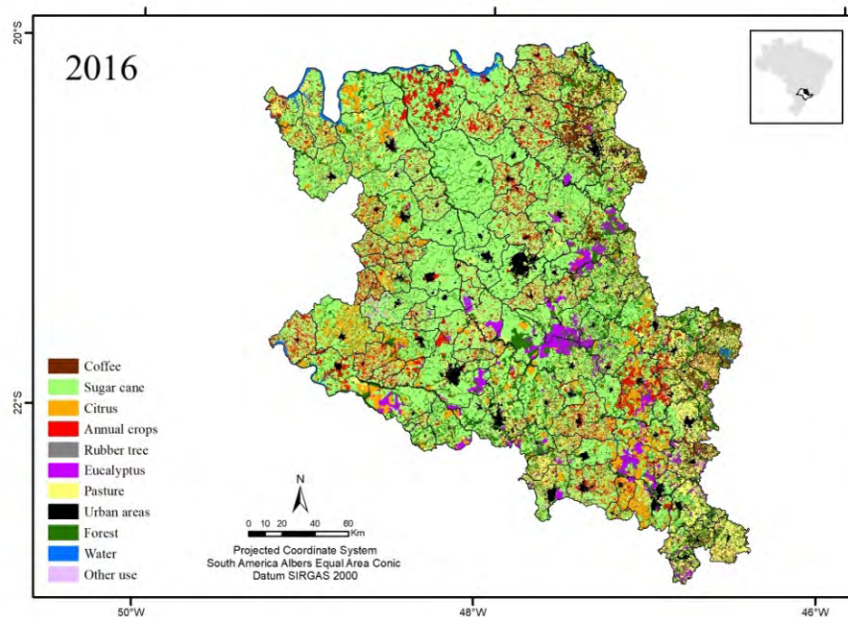 20°S
2016
22°S
Coffee
Sugar cane
Citrus
Annual crops
Rubber tree
Eucalyptus
Pasture
Urban areas
Forest
Water
Other use
N
0 10 20 40 60
Km
Projected Coordinate System
South America Albers Equal Area Conic
Datum SIRGAS 2000
50°W 48°W 46°W